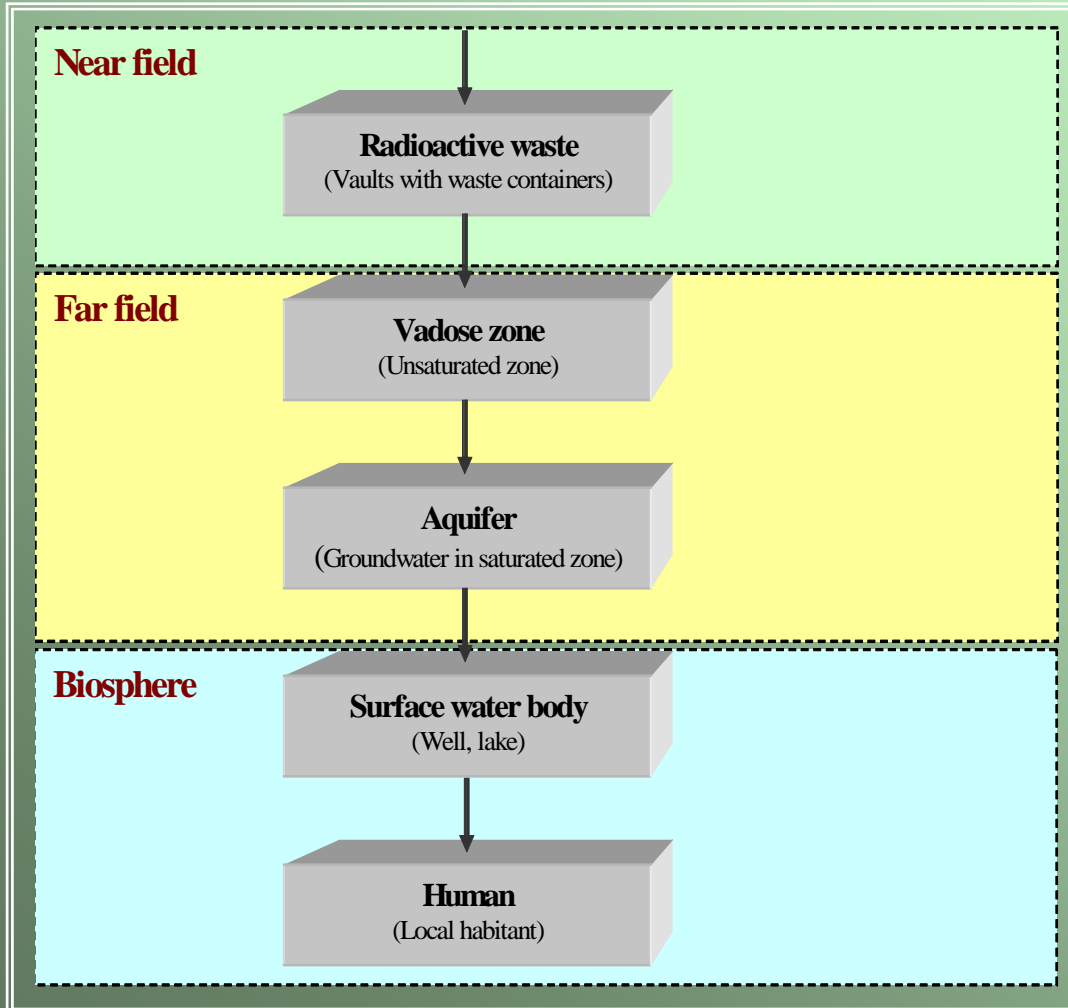 Near field
Radioactive waste
(Vaults with waste containers)
Far field
Vadose zone
(Unsaturated zone)
Aquifer
(Groundwater in saturated zone)
Biosphere
Surface water body
(Well, lake)
Human
(Local habitant)